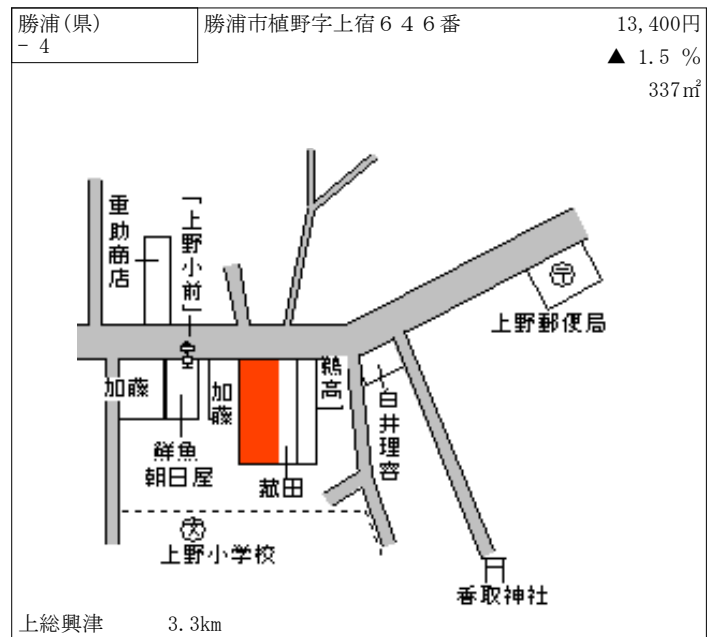 勝浦(県)
- 4
勝浦市植野字上宿６４６番
13,400円
▲ 1.5 %
337㎡
重助商店
「上野小前」
上野郵便局
加藤
鮮魚
朝日屋
加藤
鵜高
白井理容
菰田
上野小学校
香取神社
上総興津 3.3km